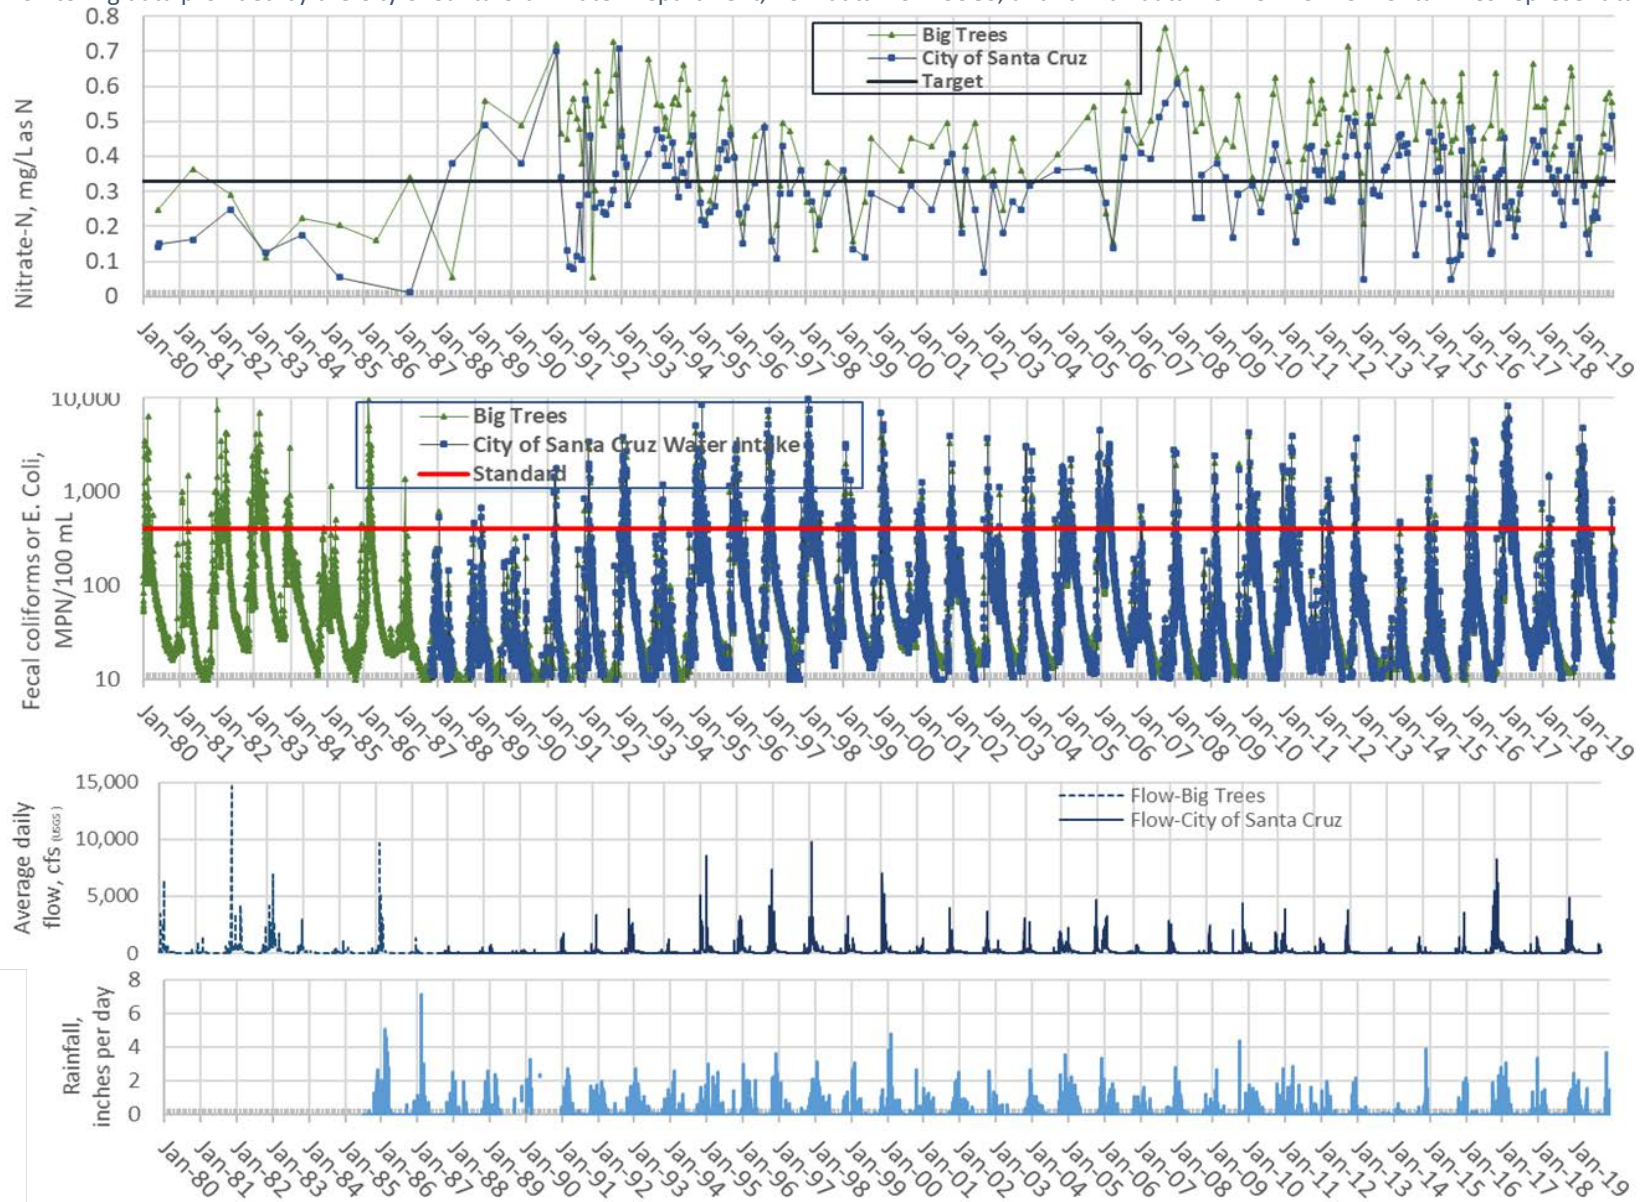 0.8
0.7
0.6
0.5
0.4
0.3
0.2
0.1
0
Nitrate-N, mg/L as N
Big Trees
City of Santa Cruz
Target
Jan-80 Jan-81 Jan-82 Jan-83 Jan-84 Jan-85 Jan-86 Jan-87 Jan-88 Jan-89 Jan-90 Jan-91 Jan-92 Jan-93 Jan-94 Jan-95 Jan-96 Jan-97 Jan-98 Jan-99 Jan-00 Jan-01 Jan-02 Jan-03 Jan-04 Jan-05 Jan-06 Jan-07 Jan-08 Jan-09 Jan-10 Jan-11 Jan-12 Jan-13 Jan-14 Jan-15 Jan-16 Jan-17 Jan-18 Jan-19
10,000
1,000
100
10
Fecal coliforms or E. Coli,
MPN/100 mL
Big Trees
City of Santa Cruz Water Intake
Standard
Jan-80 Jan-81 Jan-82 Jan-83 Jan-84 Jan-85 Jan-86 Jan-87 Jan-88 Jan-89 Jan-90 Jan-91 Jan-92 Jan-93 Jan-94 Jan-95 Jan-96 Jan-97 Jan-98 Jan-99 Jan-00 Jan-01 Jan-02 Jan-03 Jan-04 Jan-05 Jan-06 Jan-07 Jan-08 Jan-09 Jan-10 Jan-11 Jan-12 Jan-13 Jan-14 Jan-15 Jan-16 Jan-17 Jan-18 Jan-19
15,000
10,000
5,000
0
Average daily
flow, cfs (USGS)
Flow-Big Trees
Flow-City of Santa Cruz
8
6
4
2
0
Rainfall,
inches per day
Jan-80 Jan-81 Jan-82 Jan-83 Jan-84 Jan-85 Jan-86 Jan-87 Jan-88 Jan-89 Jan-90 Jan-91 Jan-92 Jan-93 Jan-94 Jan-95 Jan-96 Jan-97 Jan-98 Jan-99 Jan-00 Jan-01 Jan-02 Jan-03 Jan-04 Jan-05 Jan-06 Jan-07 Jan-08 Jan-09 Jan-10 Jan-11 Jan-12 Jan-13 Jan-14 Jan-15 Jan-16 Jan-17 Jan-18 Jan-19